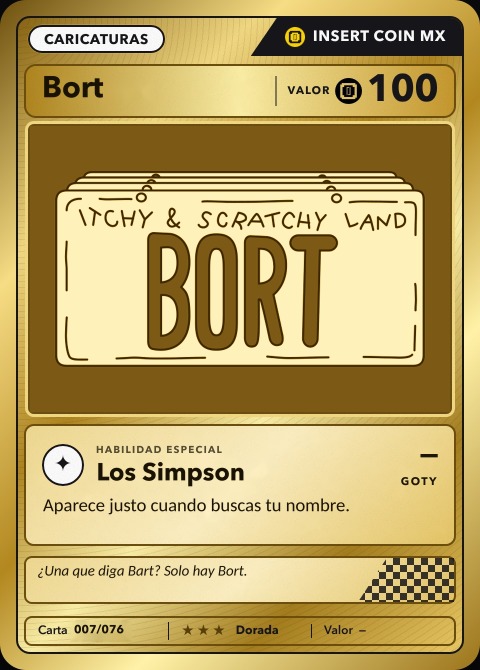 CARICATURAS
INSERT COIN MX
Bort
VALOR 100
ITCHY & SCRATCHY LAND
BORT
HABILIDAD ESPECIAL
Los Simpson
–
GOTY
Aparece justo cuando buscas tu nombre.
¿Una que diga Bart? Solo hay Bort.
Carta 007/076 ★ ★ ★ Dorada Valor –